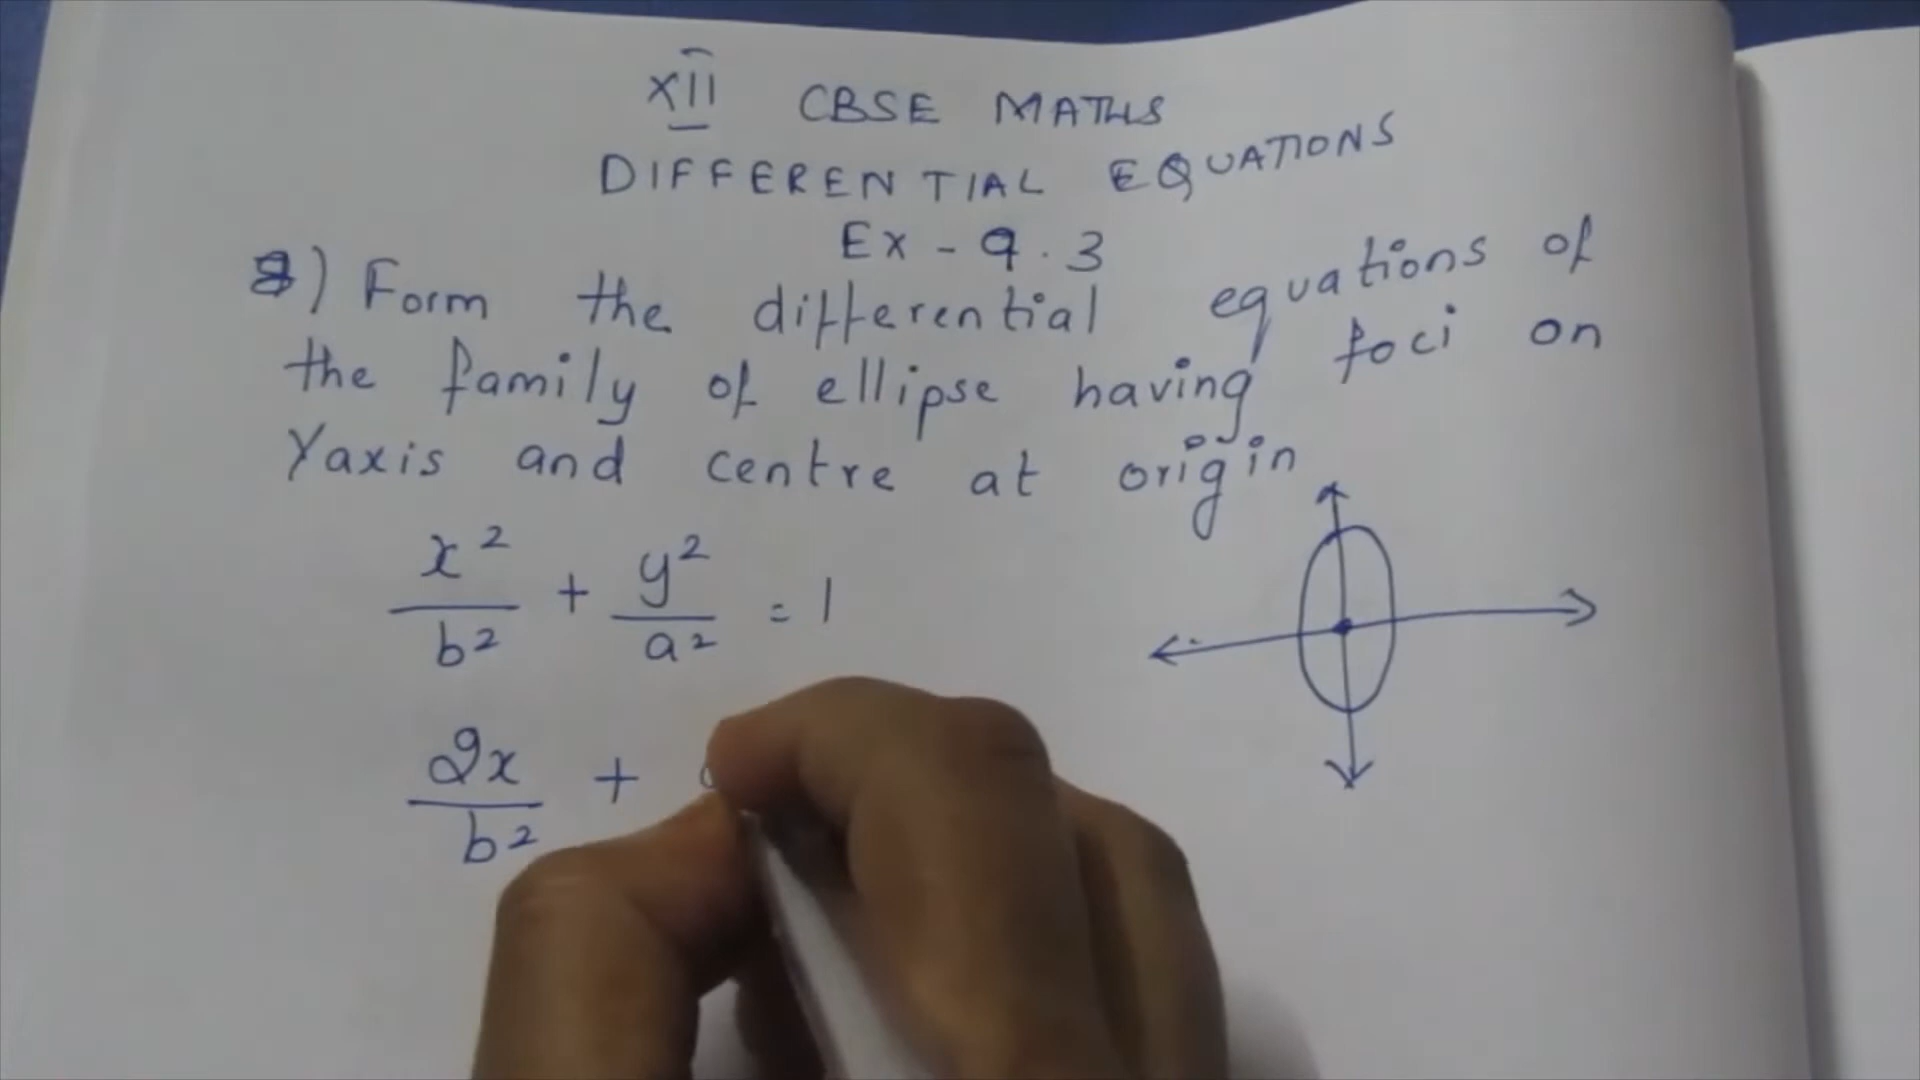 XII CBSE MATHS
DIFFERENTIAL EQUATIONS
Ex - 9.3
8) Form the differential equations of
the family of ellipse having foci on
Yaxis and centre at origin
x²/b² + y²/a² = 1
2x/b² +